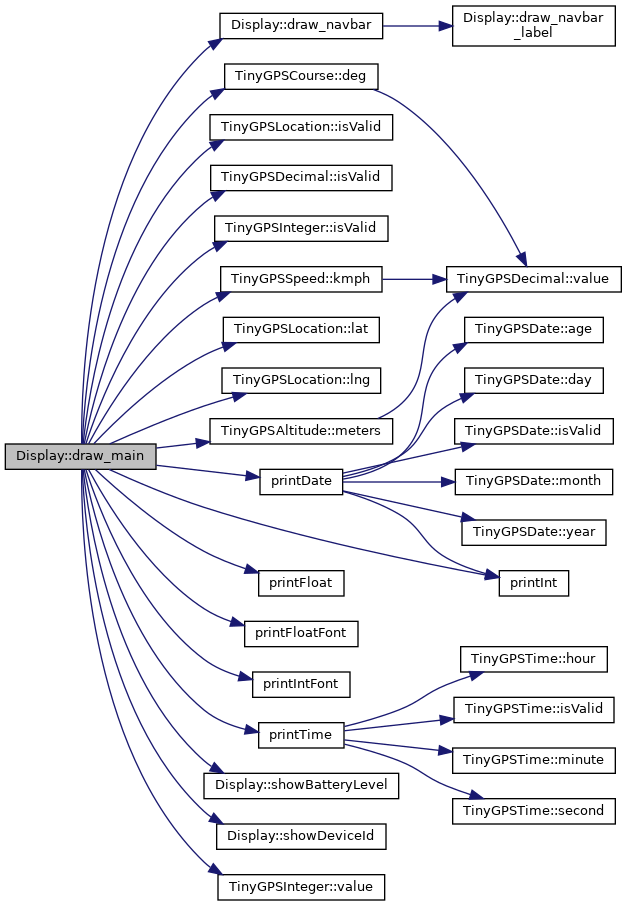 Display::draw_main
Display::draw_navbar
Display::draw_navbar
_label
TinyGPSCourse::deg
TinyGPSLocation::isValid
TinyGPSDecimal::isValid
TinyGPSInteger::isValid
TinyGPSSpeed::kmph
TinyGPSDecimal::value
TinyGPSLocation::lat
TinyGPSDate::age
TinyGPSLocation::lng
TinyGPSDate::day
TinyGPSAltitude::meters
TinyGPSDate::isValid
printDate
TinyGPSDate::month
TinyGPSDate::year
printFloat
printInt
printFloatFont
TinyGPSTime::hour
printIntFont
TinyGPSTime::isValid
printTime
TinyGPSTime::minute
Display::showBatteryLevel
TinyGPSTime::second
Display::showDeviceId
TinyGPSInteger::value